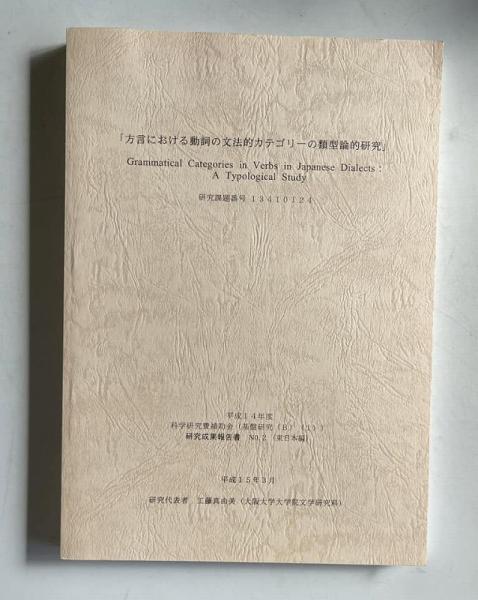 「方言における動詞の文法的カテゴリーの類型論的研究」
Grammatical Categories in Verbs in Japanese Dialects :
A Typological Study
研究課題番号 13410124
平成14年度
科学研究費補助金 (基盤研究 (B) (1))
研究成果報告書 No.2 (東日本編)
平成15年3月
研究代表者 工藤真由美 (大阪大学大学院文学研究科)